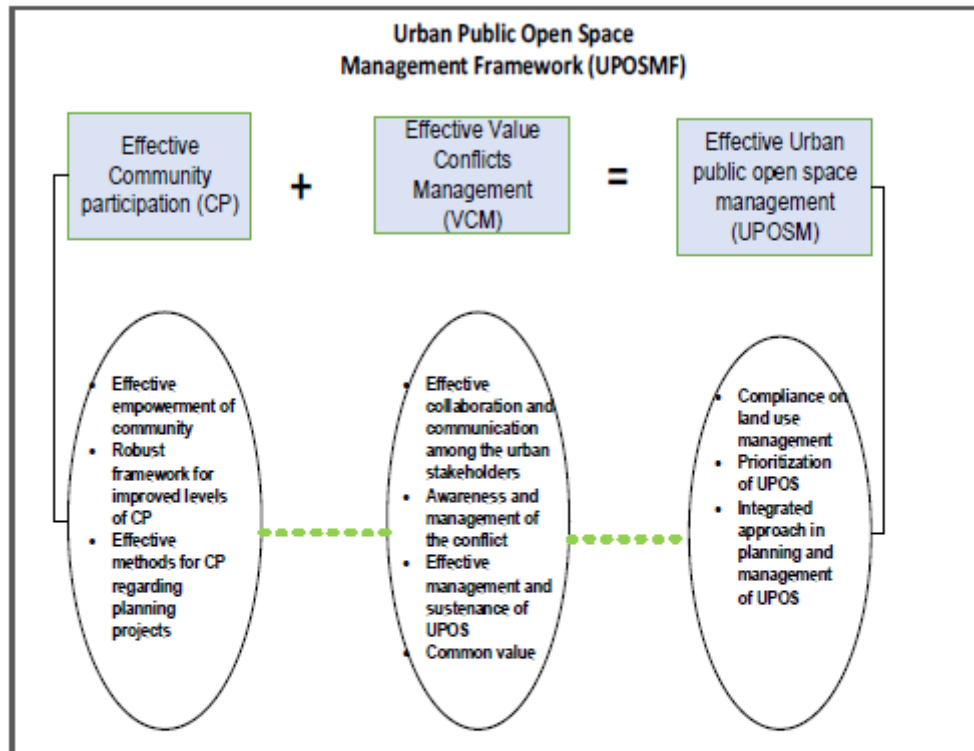 Urban Public Open Space
Management Framework (UPOSMF)
Effective
Community
participation (CP)
+
Effective Value
Conflicts
Management
(VCM)
=
Effective Urban
public open space
management
(UPOSM)
• Effective
empowerment of
community
• Robust
framework for
improved levels
of CP
• Effective
methods for CP
regarding
planning
projects
• Effective
collaboration and
communication
among the urban
stakeholders
• Awareness and
management of
the conflict
• Effective
management and
sustenance of
UPOS
• Common value
• Compliance on
land use
management
• Prioritization
of UPOS
• Integrated
approach in
planning and
management
of UPOS